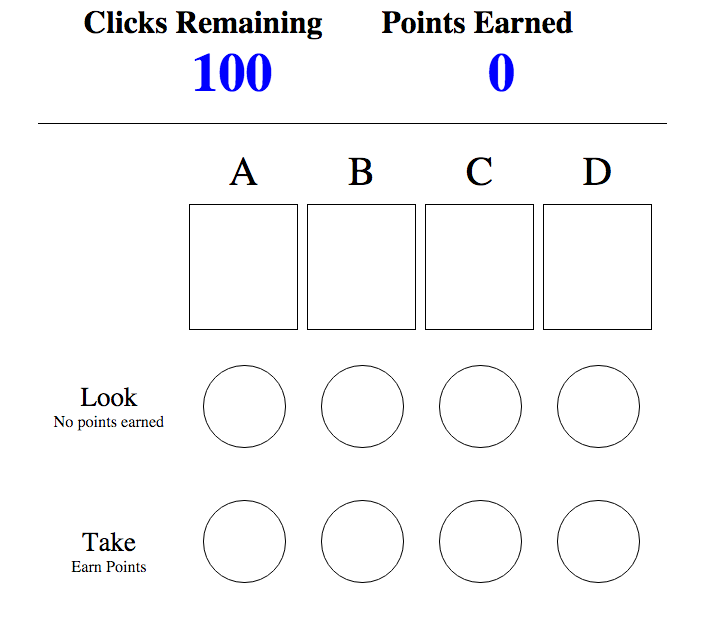 Clicks Remaining Points Earned
100 0
A B C D
Look
No points earned
Take
Earn Points